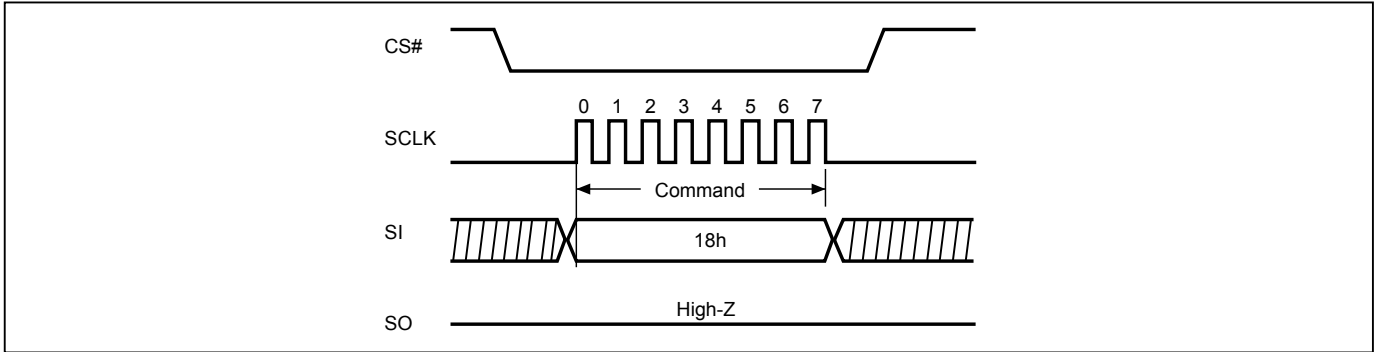 CS#
0 1 2 3 4 5 6 7
SCLK
Command
SI
18h
High-Z
SO